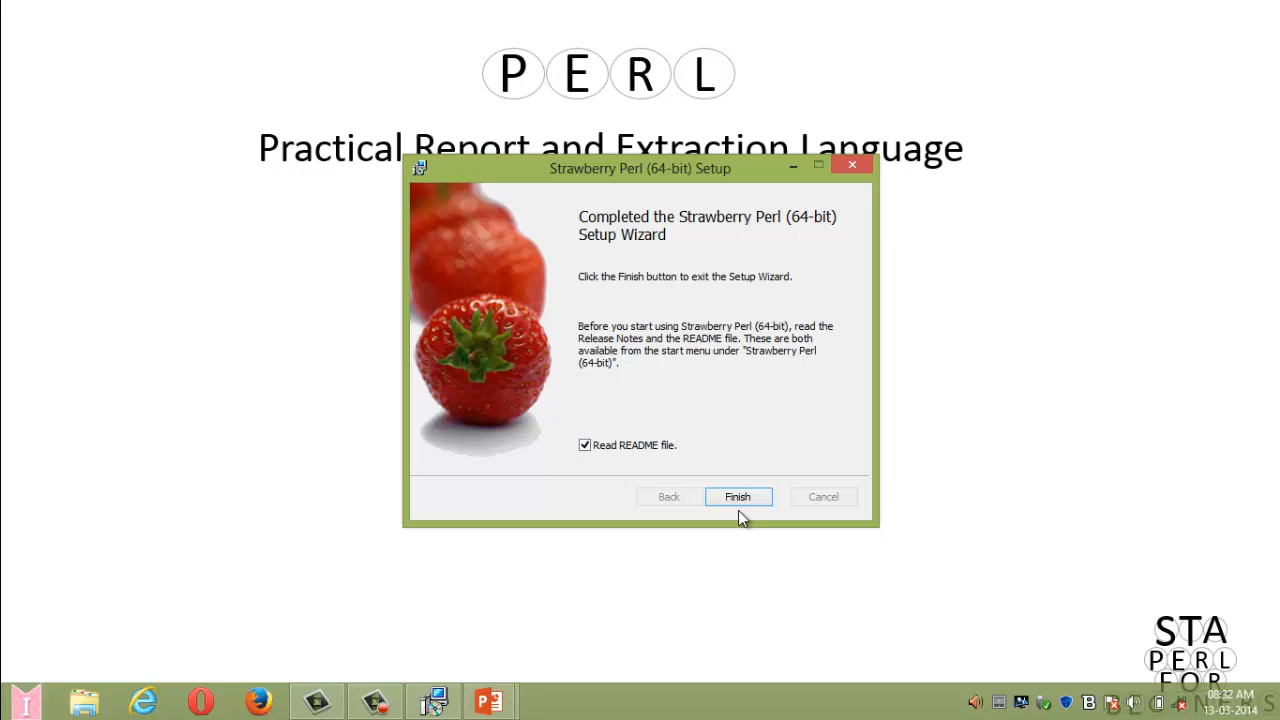 P E R L
Practical Report and Extraction Language
Strawberry Perl (64-bit) Setup
Completed the Strawberry Perl (64-bit)
Setup Wizard
Click the Finish button to exit the Setup Wizard.
Before you start using Strawberry Perl (64-bit), read the
Release Notes and the README file. These are both
available from the start menu under "Strawberry Perl
(64-bit)".
Read README file.
Back Finish Cancel
STA
PERL
FOR
08:32 AM
13-03-2014